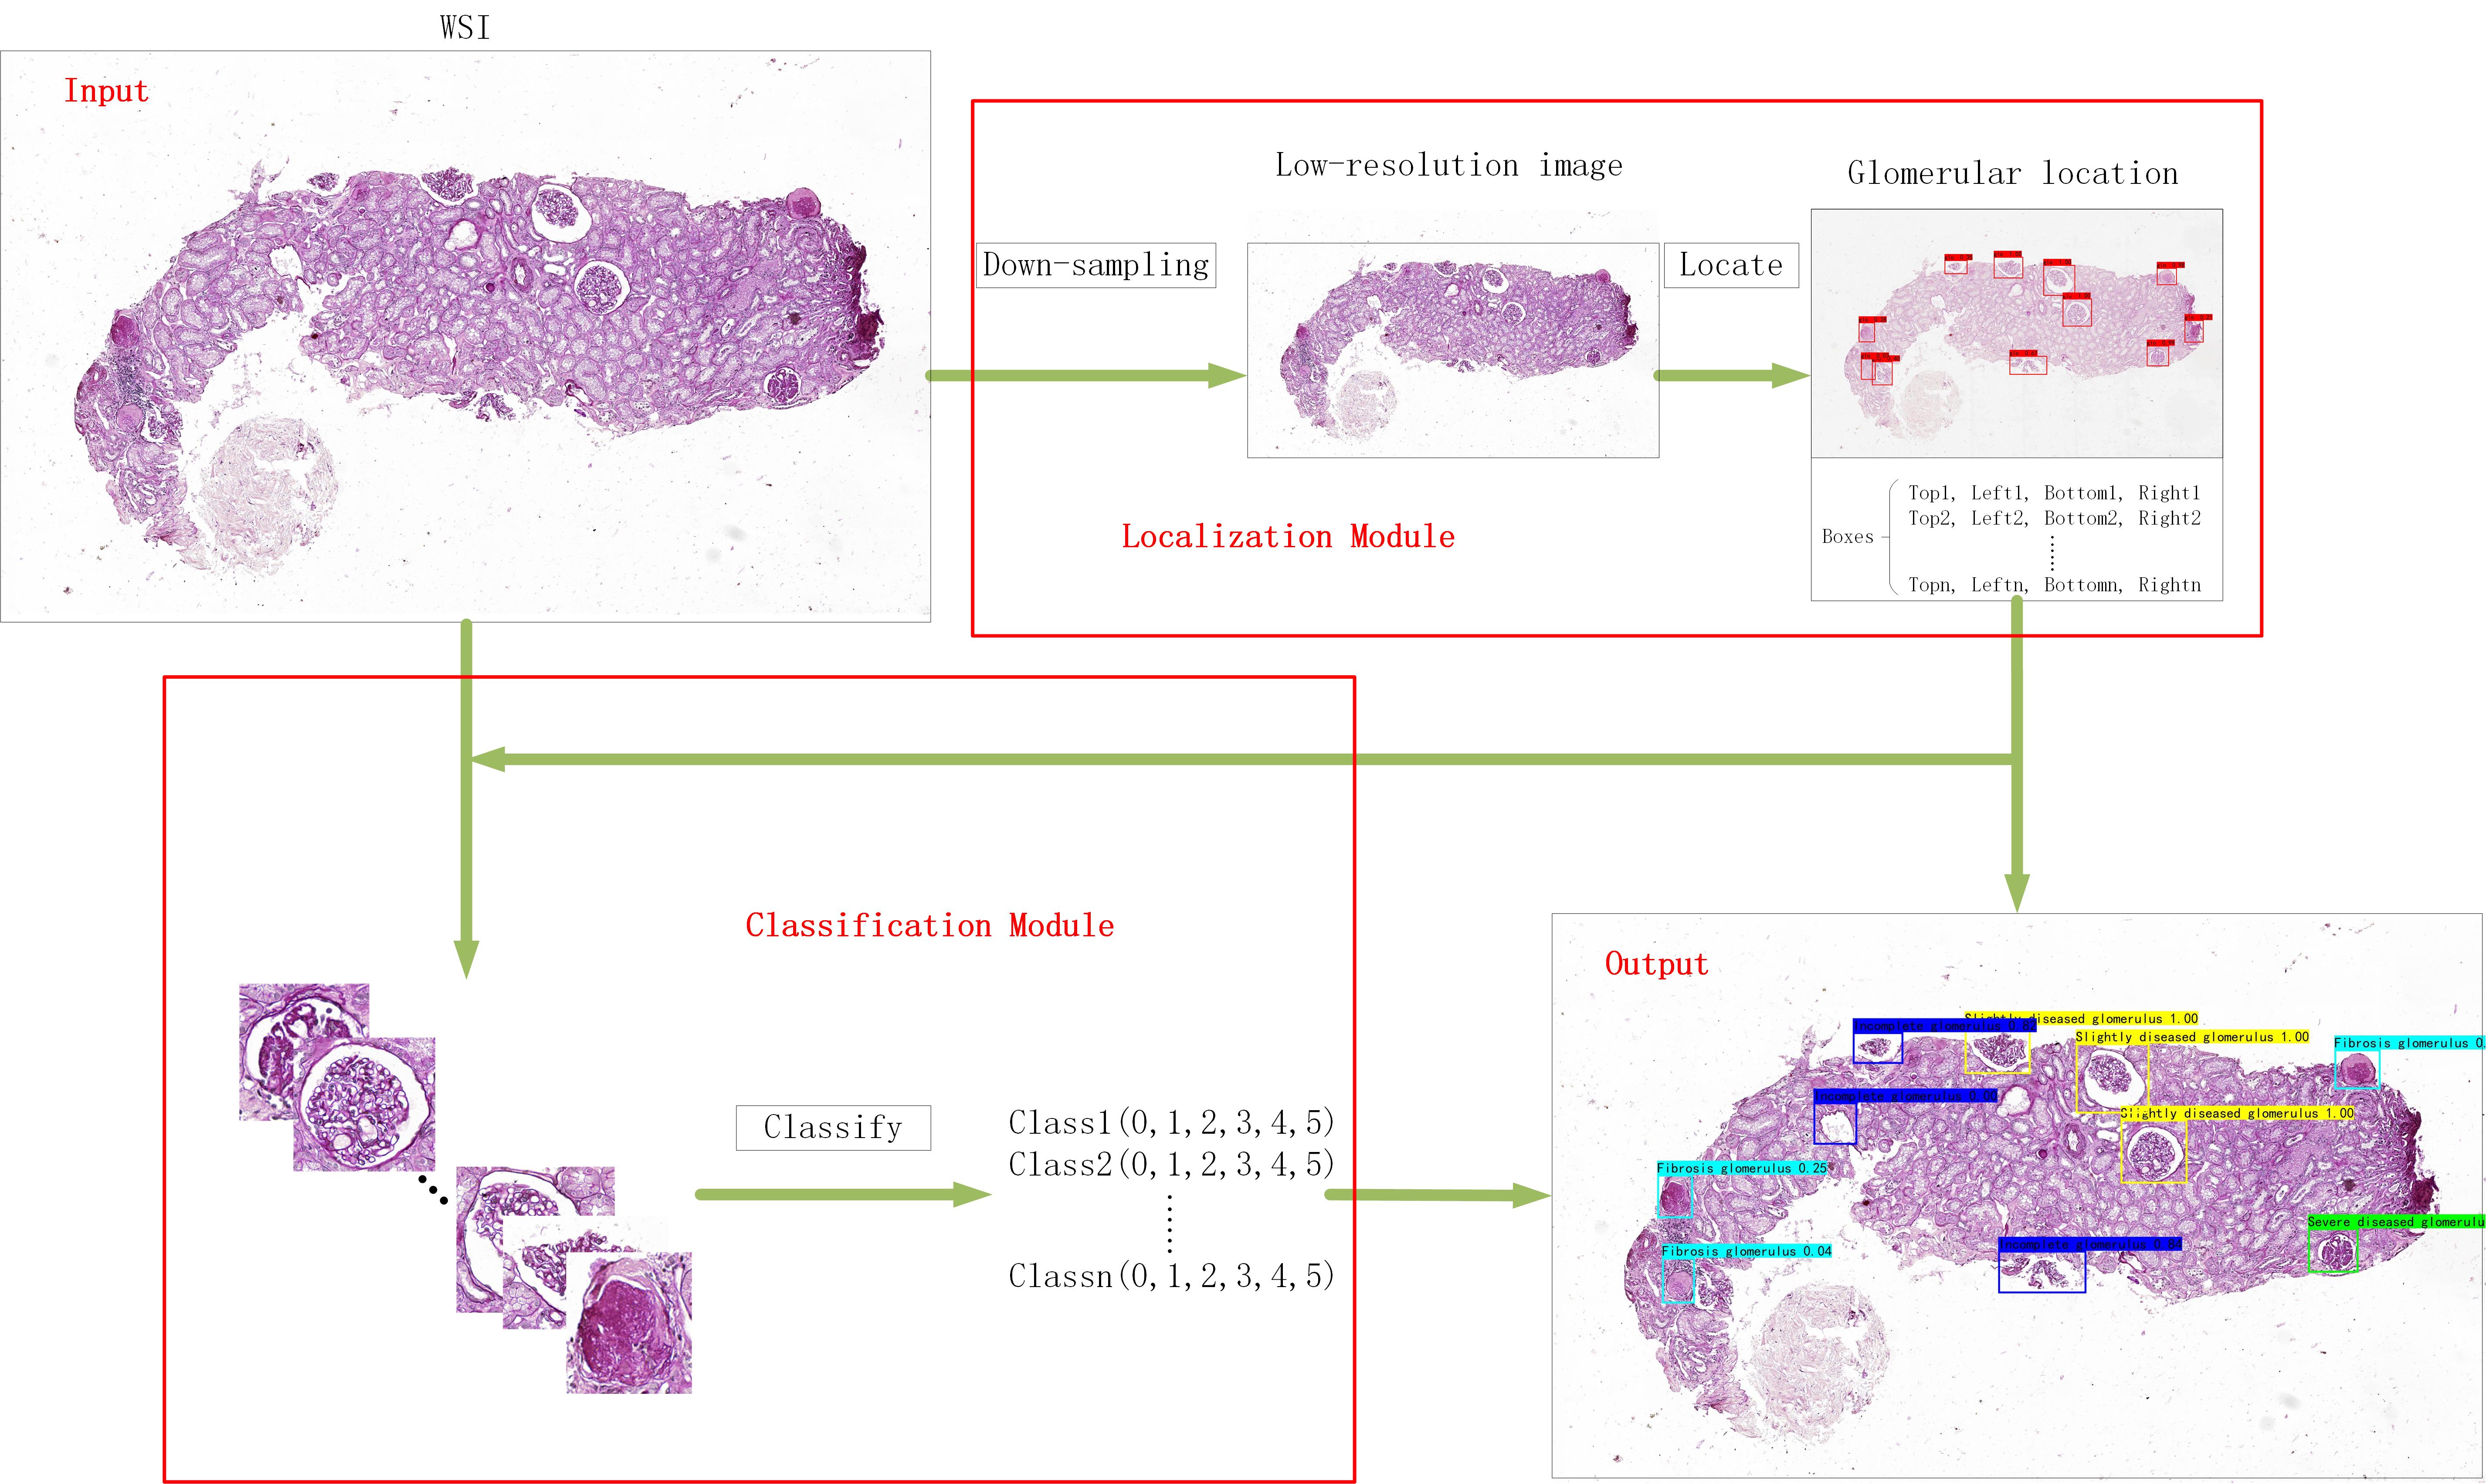 WSI
Input
Low-resolution image
Glomerular location
Down-sampling
Locate
Boxes
Top1, Left1, Bottom1, Right1
Top2, Left2, Bottom2, Right2
Topn, Leftn, Bottomn, Rightn
Localization Module
Classification Module
Classify
Class1(0,1,2,3,4,5)
Class2(0,1,2,3,4,5)
Classn(0,1,2,3,4,5)
Output
Slightly diseased glomerulus 1.00
Incomplete glomerulus 0.82
Slightly diseased glomerulus 1.00
Fibrosis glomerulus 0.
Incomplete glomerulus 0.00
Slightly diseased glomerulus 1.00
Fibrosis glomerulus 0.25
Severe diseased glomerulu
Incomplete glomerulus 0.84
Fibrosis glomerulus 0.04